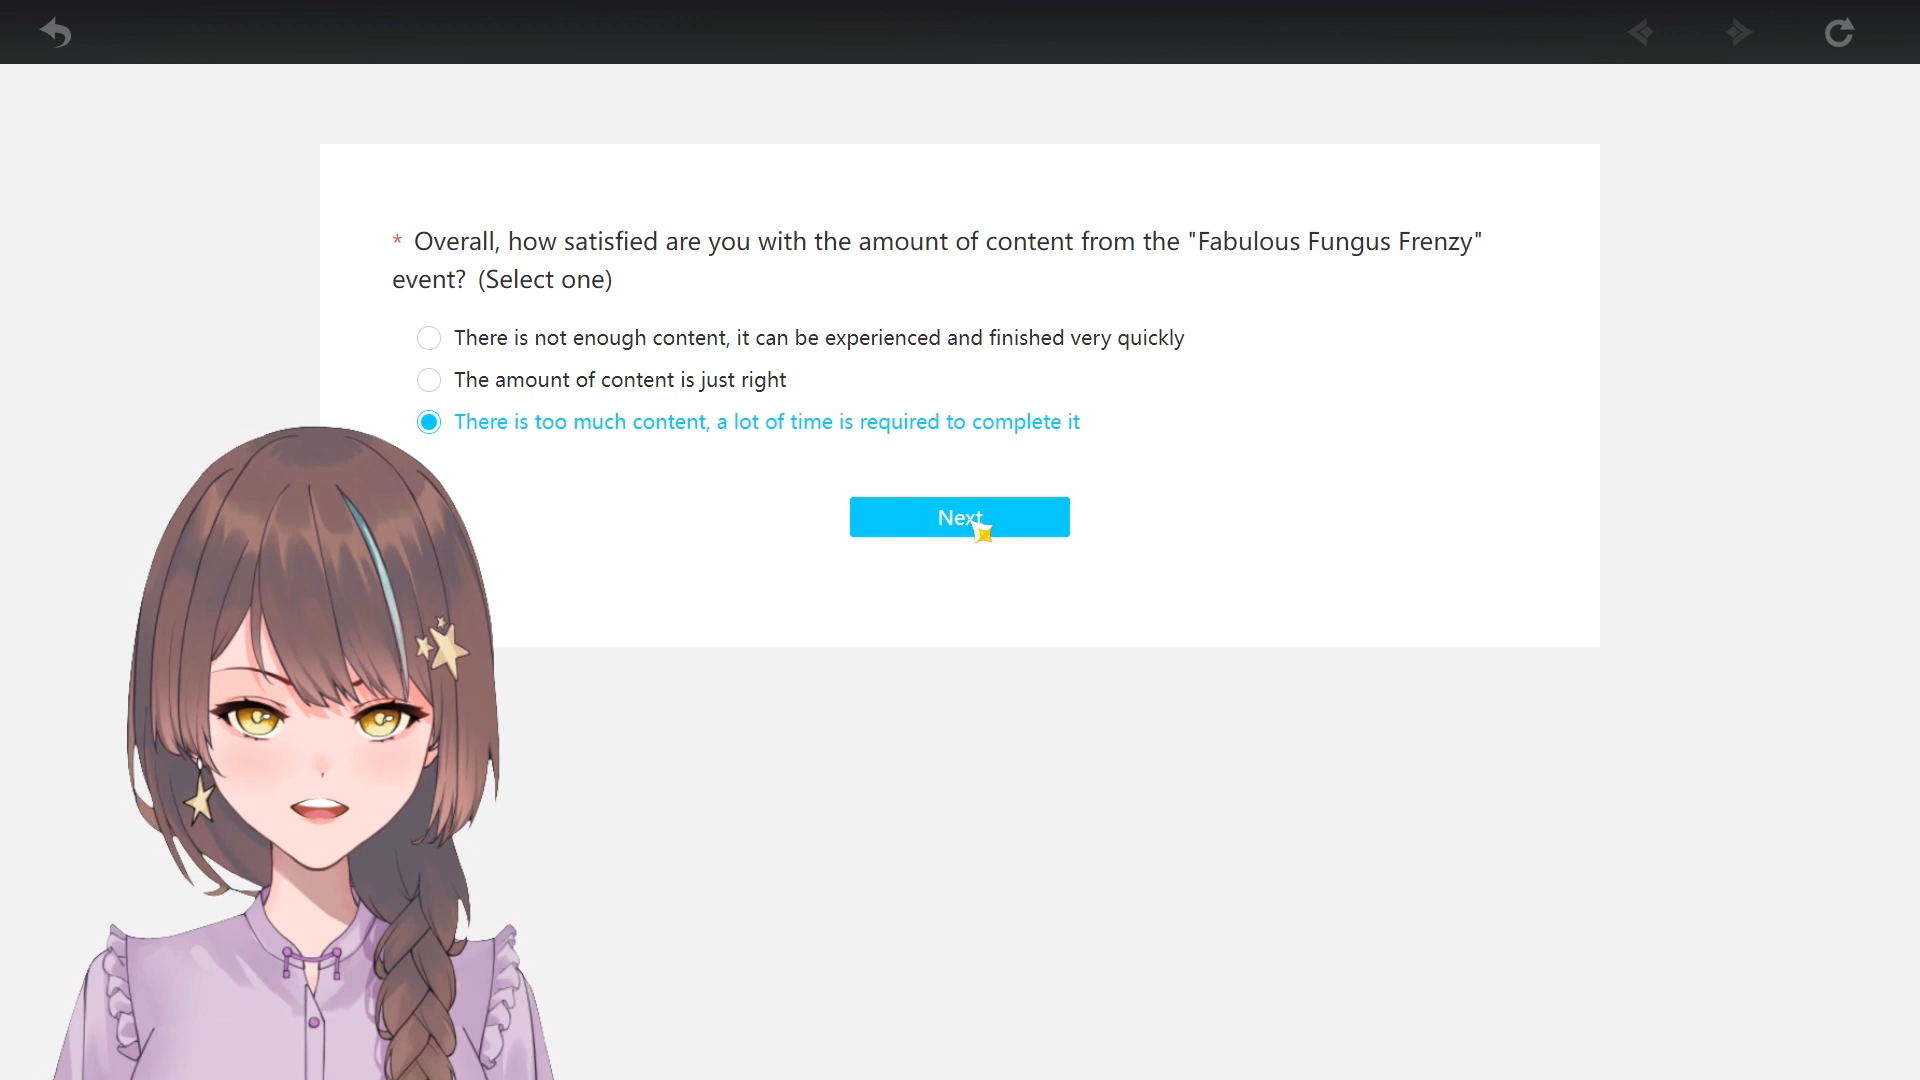 * Overall, how satisfied are you with the amount of content from the "Fabulous Fungus Frenzy"
event? (Select one)
There is not enough content, it can be experienced and finished very quickly
The amount of content is just right
There is too much content, a lot of time is required to complete it
Next